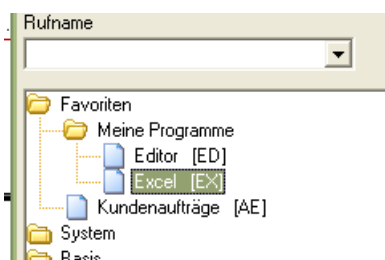 Rufname
Favoriten
Meine Programme
Editor [ED]
Excel [EX]
Kundenaufträge [AE]
System
Basis